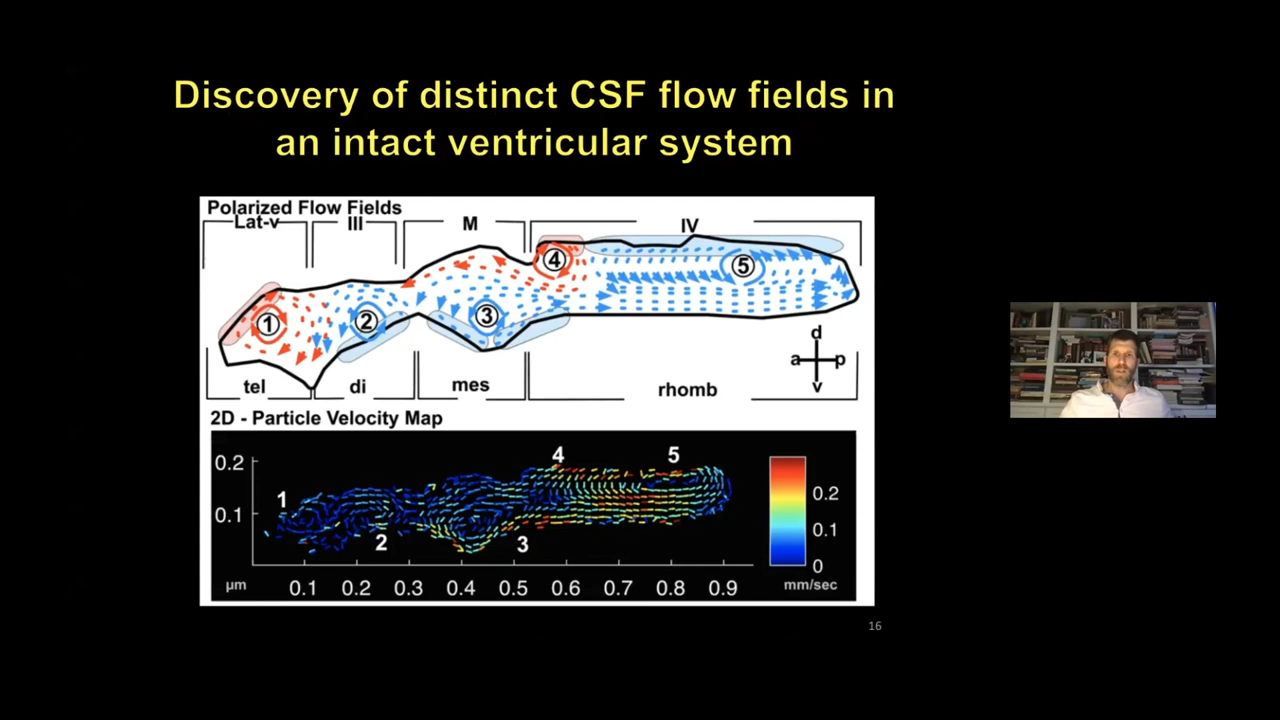 Discovery of distinct CSF flow fields in
an intact ventricular system
Polarized Flow Fields
Lat-v III M IV
1 2 3 4 5
d
a p
v
tel di mes rhomb
2D - Particle Velocity Map
4 5
0.2
1
0.2
0.1
0.1
2 3
0
µm 0.1 0.2 0.3 0.4 0.5 0.6 0.7 0.8 0.9 mm/sec
16